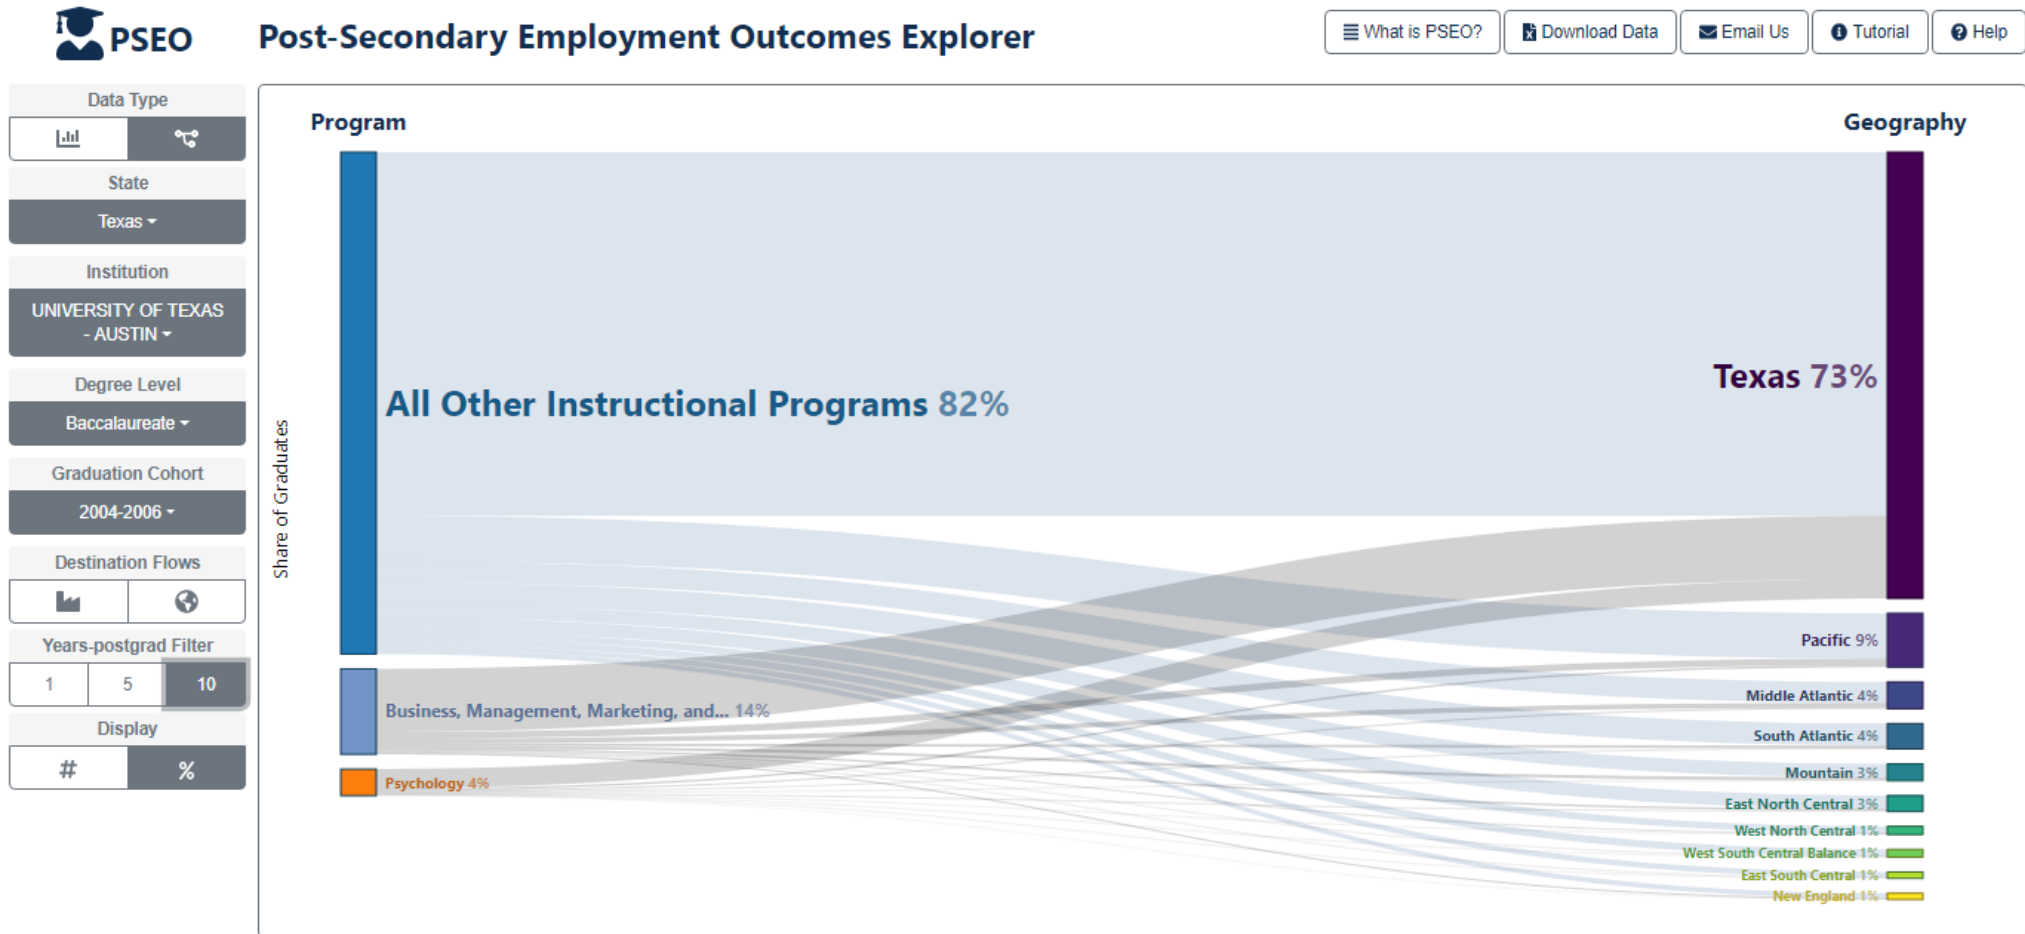 PSEO
Post-Secondary Employment Outcomes Explorer
What is PSEO?
Download Data
Email Us
Tutorial
Help
Data Type
State
Texas
Institution
UNIVERSITY OF TEXAS
- AUSTIN
Degree Level
Baccalaureate
Graduation Cohort
2004-2006
Destination Flows
Years-postgrad Filter
1 5 10
Display
# %
Program
Geography
Share of Graduates
All Other Instructional Programs 82%
Business, Management, Marketing, and... 14%
Psychology 4%
Texas 73%
Pacific 9%
Middle Atlantic 4%
South Atlantic 4%
Mountain 3%
East North Central 3%
West North Central 1%
West South Central Balance 1%
East South Central 1%
New England 1%